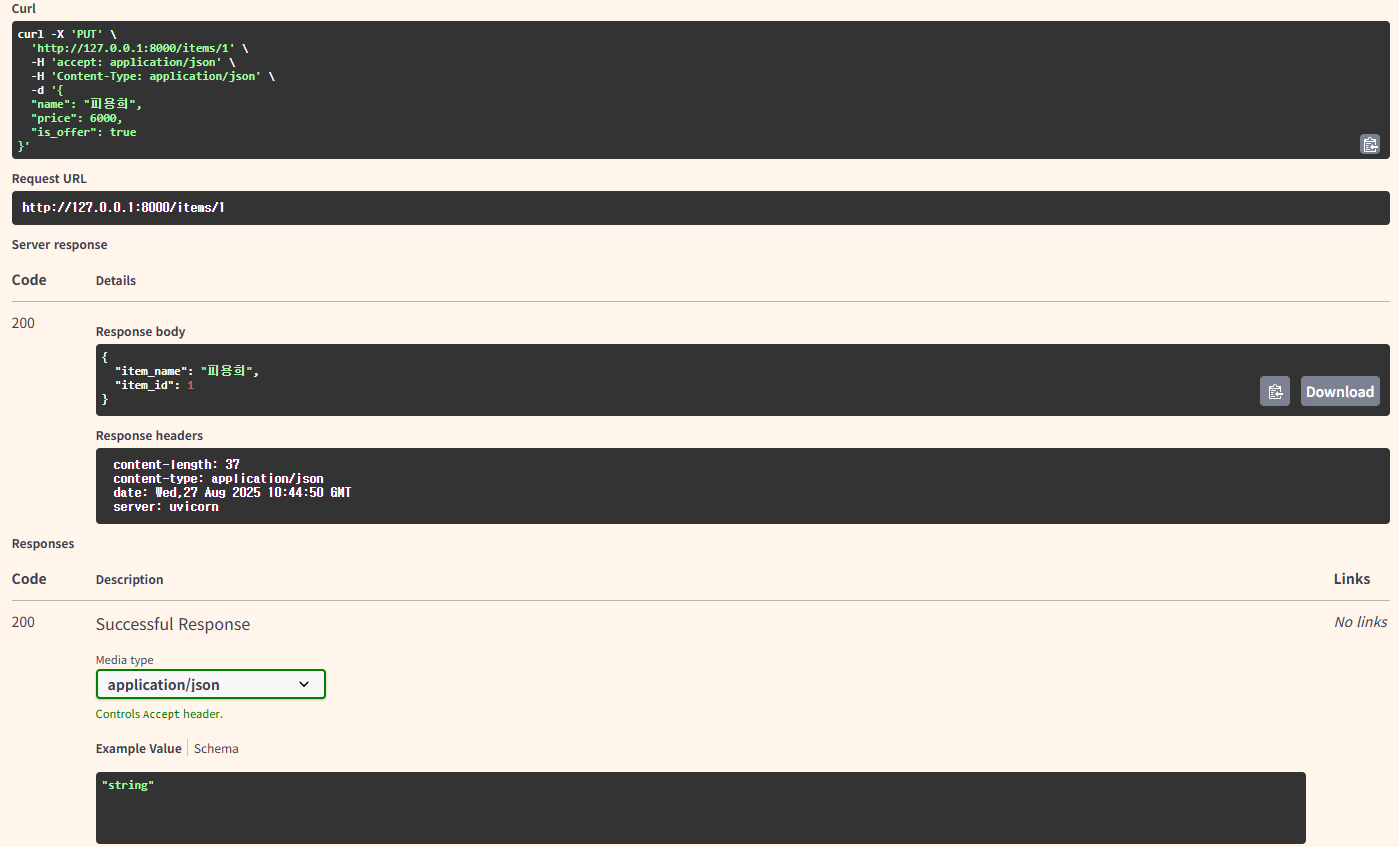 Curl
curl -X 'PUT' \
  'http://127.0.0.1:8000/items/1' \
  -H 'accept: application/json' \
  -H 'Content-Type: application/json' \
  -d '{
  "name": "피용희",
  "price": 6000,
  "is_offer": true
}'
Request URL
http://127.0.0.1:8000/items/1
Server response
Code Details
200
Response body
{
  "item_name": "피용희",
  "item_id": 1
}
Download
Response headers
content-length: 37
content-type: application/json
date: Wed,27 Aug 2025 10:44:50 GMT
server: uvicorn
Responses
Code Description Links
200 Successful Response No links
Media type
application/json
Controls Accept header.
Example Value Schema
"string"